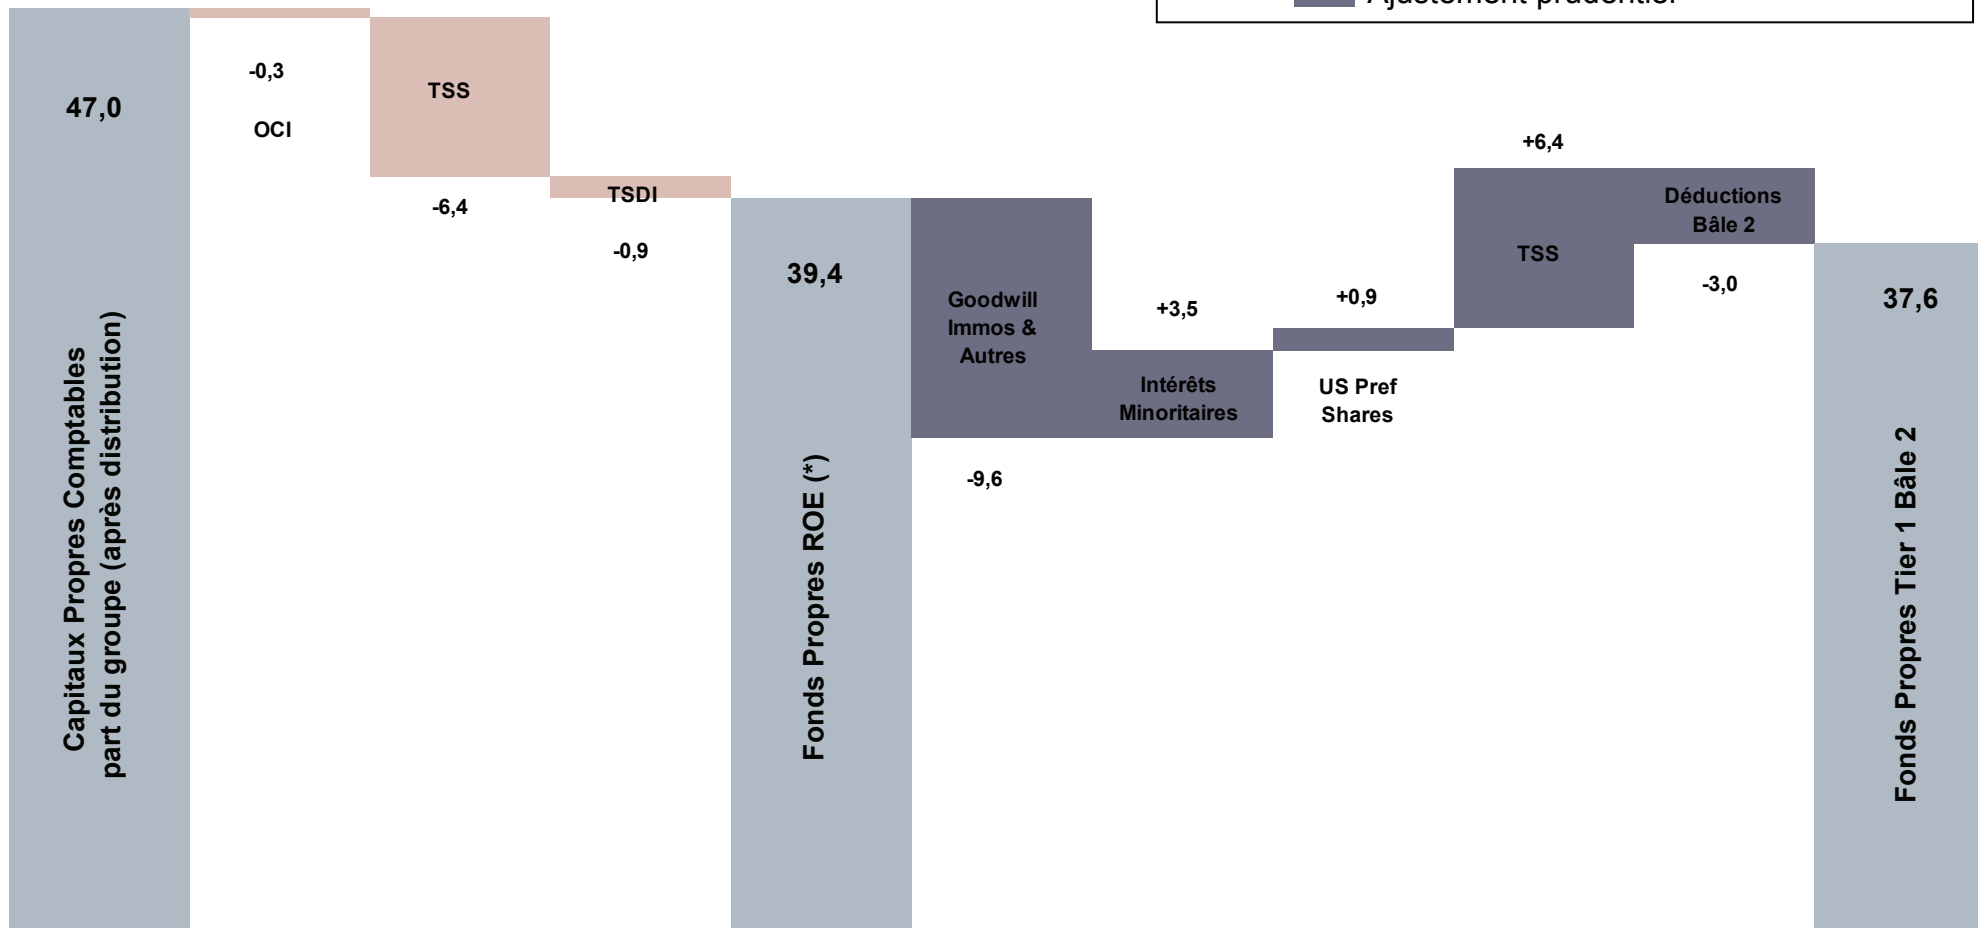 Ajustement prudentiel
47,0
Capitaux Propres Comptables
part du groupe (après distribution)
-0,3
OCI
TSS
-6,4
TSDI
-0,9
39,4
Fonds Propres ROE (*)
Goodwill
Immos &
Autres
-9,6
+3,5
Intérêts
Minoritaires
+0,9
US Pref
Shares
+6,4
TSS
Déductions
Bâle 2
-3,0
37,6
Fonds Propres Tier 1 Bâle 2